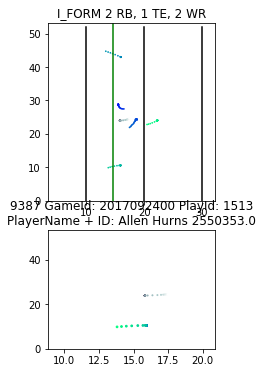 I_FORM 2 RB, 1 TE, 2 WR
50
40
30
20
10
0
10 20 30
9387 GameId: 2017092400 PlayId: 1513
PlayerName + ID: Allen Hurns 2550353.0
40
20
0
10.0 12.5 15.0 17.5 20.0